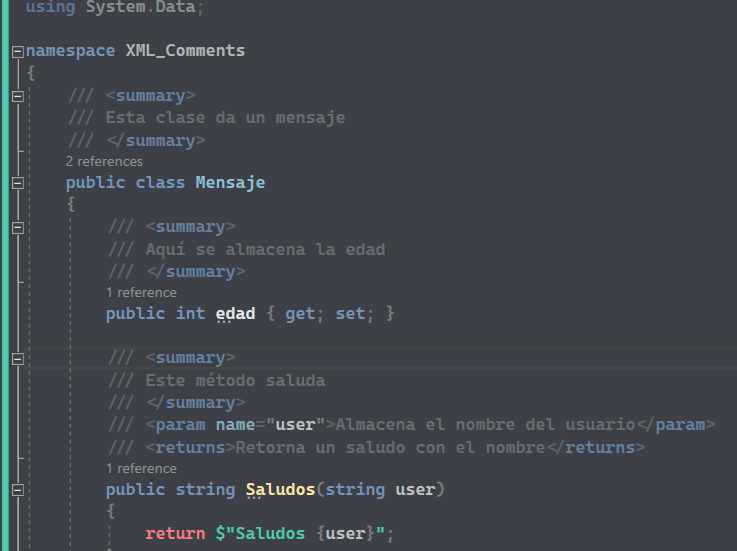 using System.Data;
namespace XML_Comments
{
/// <summary>
/// Esta clase da un mensaje
/// </summary>
2 references
public class Mensaje
{
/// <summary>
/// Aquí se almacena la edad
/// </summary>
1 reference
public int edad { get; set; }
/// <summary>
/// Este método saluda
/// </summary>
/// <param name="user">Almacena el nombre del usuario</param>
/// <returns>Retorna un saludo con el nombre</returns>
1 reference
public string Saludos(string user)
{
return $"Saludos {user}";